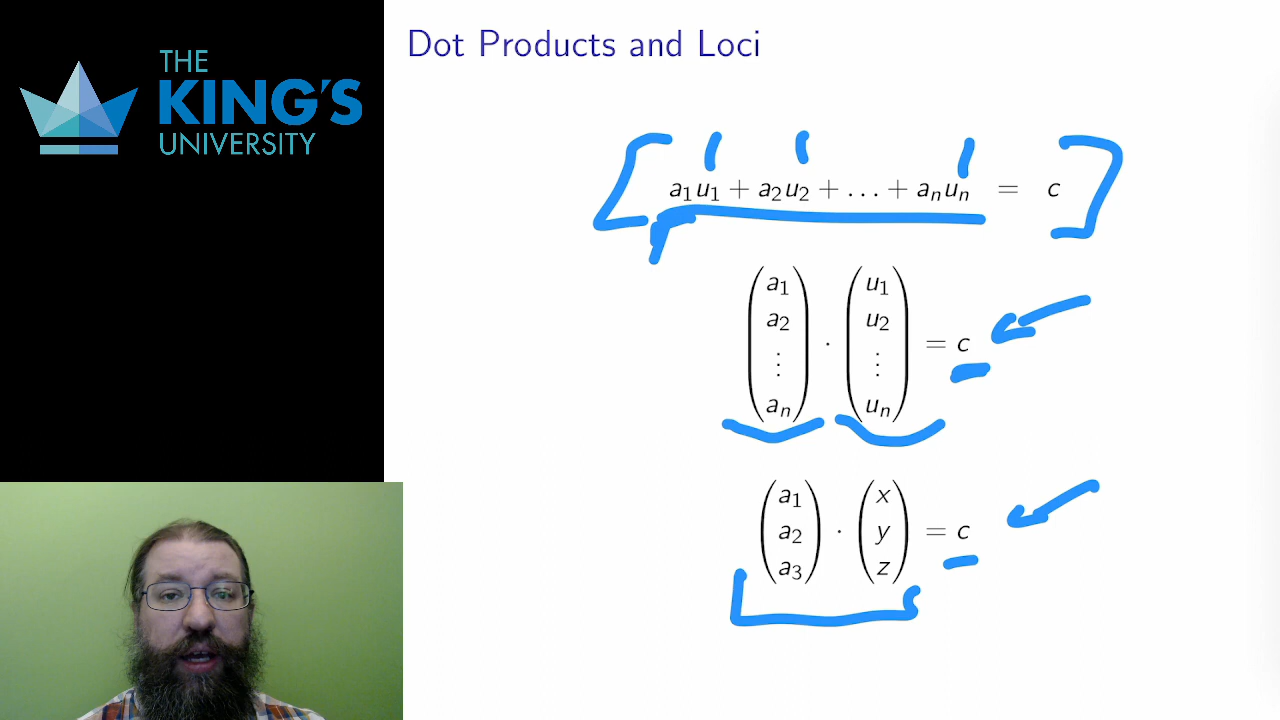 THE
KING'S
UNIVERSITY
Dot Products and Loci
a₁u₁ + a₂u₂ + … + aₙuₙ = c
(a₁ a₂ ⋮ aₙ) · (u₁ u₂ ⋮ uₙ) = c
(a₁ a₂ a₃) · (x y z) = c